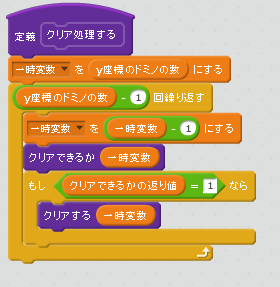 定義 クリア処理する
一時変数 を y座標のドミノの数 にする
y座標のドミノの数 - 1 回繰り返す
一時変数 を 一時変数 - 1 にする
クリアできるか 一時変数
もし クリアできるかの返り値 = 1 なら
クリアする 一時変数